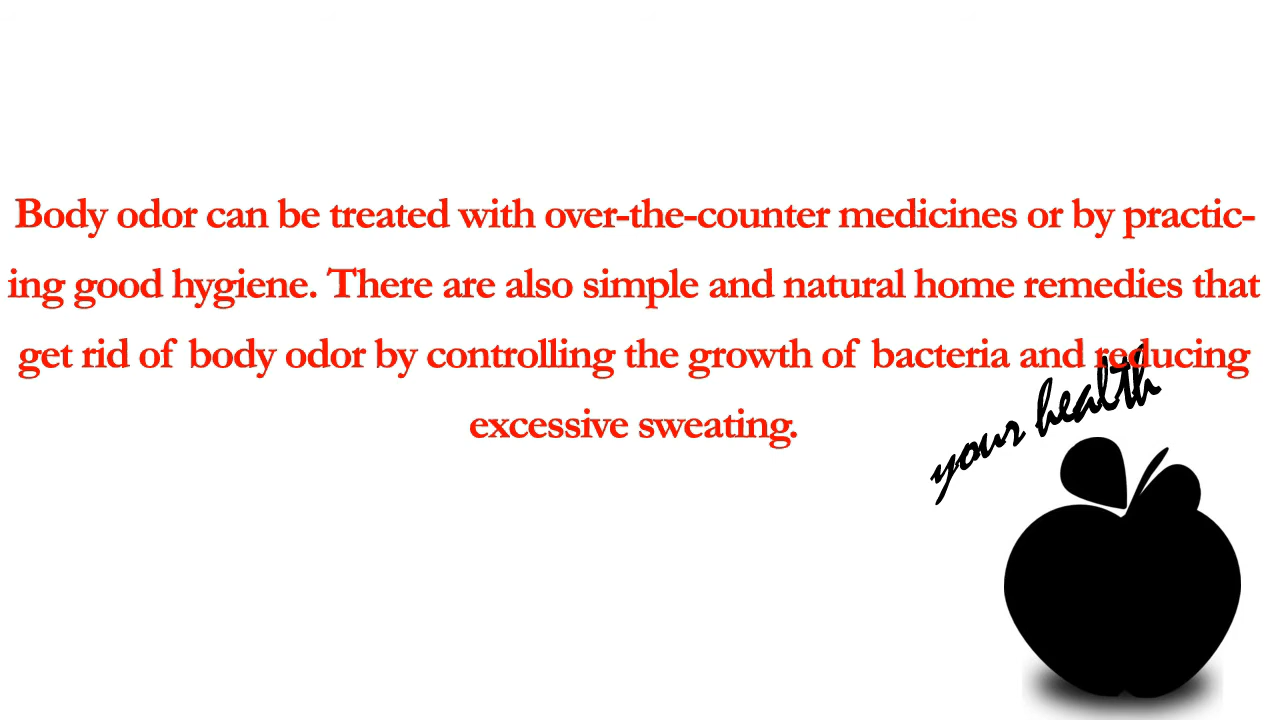 Body odor can be treated with over-the-counter medicines or by practic-
ing good hygiene. There are also simple and natural home remedies that
get rid of body odor by controlling the growth of bacteria and reducing
excessive sweating.
your health